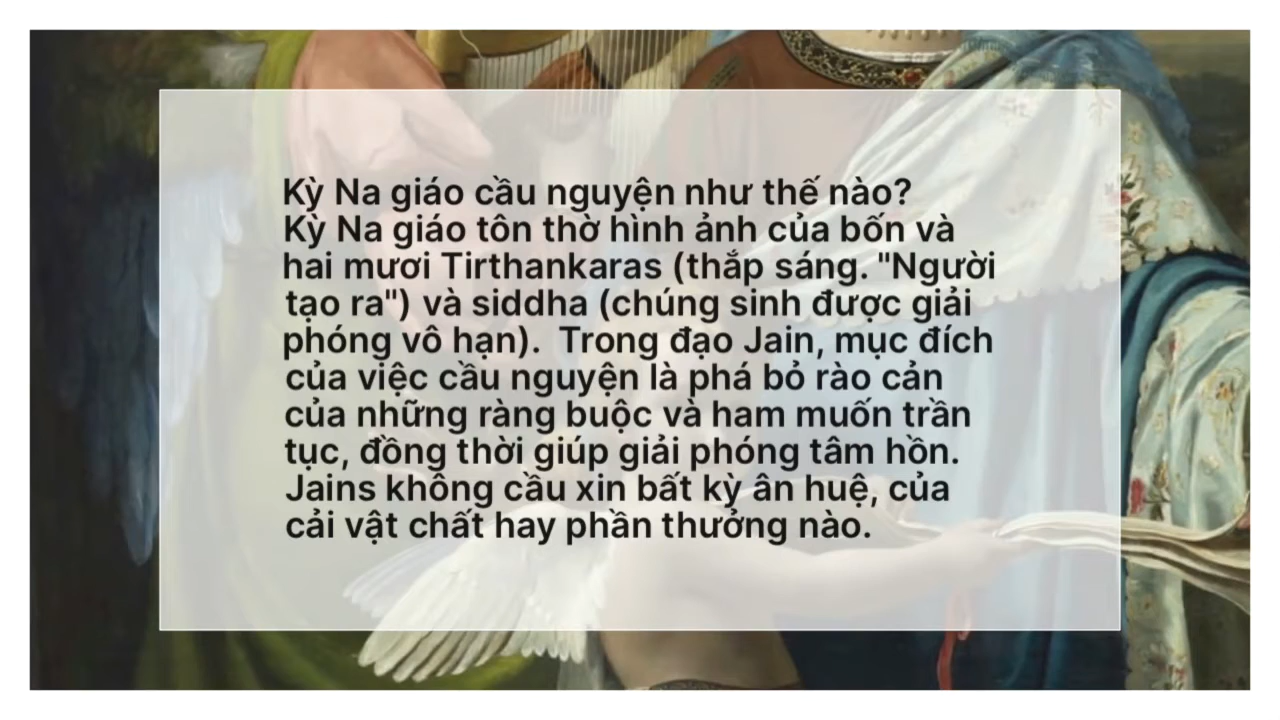 Kỳ Na giáo cầu nguyện như thế nào?
Kỳ Na giáo tôn thờ hình ảnh của bốn và
hai mươi Tirthankaras (thắp sáng. "Người
tạo ra") và siddha (chúng sinh được giải
phóng vô hạn).  Trong đạo Jain, mục đích
của việc cầu nguyện là phá bỏ rào cản
của những ràng buộc và ham muốn trần
tục, đồng thời giúp giải phóng tâm hồn.
Jains không cầu xin bất kỳ ân huệ, của
cải vật chất hay phần thưởng nào.